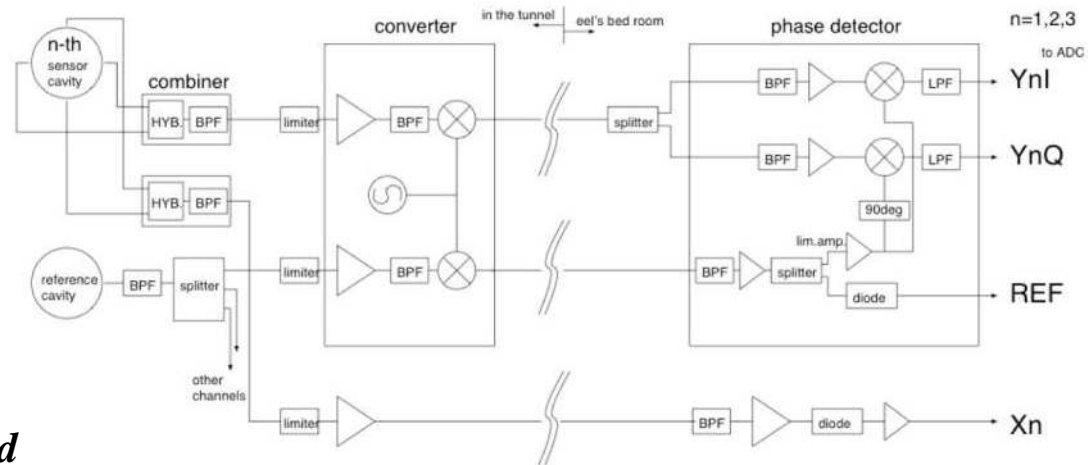 converter
in the tunnel
eel's bed room
phase detector
n=1,2,3
to ADC
n-th
sensor
cavity
combiner
HYB.
BPF
limiter
BPF
splitter
BPF
LPF
YnI
BPF
LPF
YnQ
HYB.
BPF
90deg
lim.amp.
reference
cavity
BPF
splitter
limiter
BPF
BPF
splitter
diode
REF
other
channels
limiter
BPF
diode
Xn
d